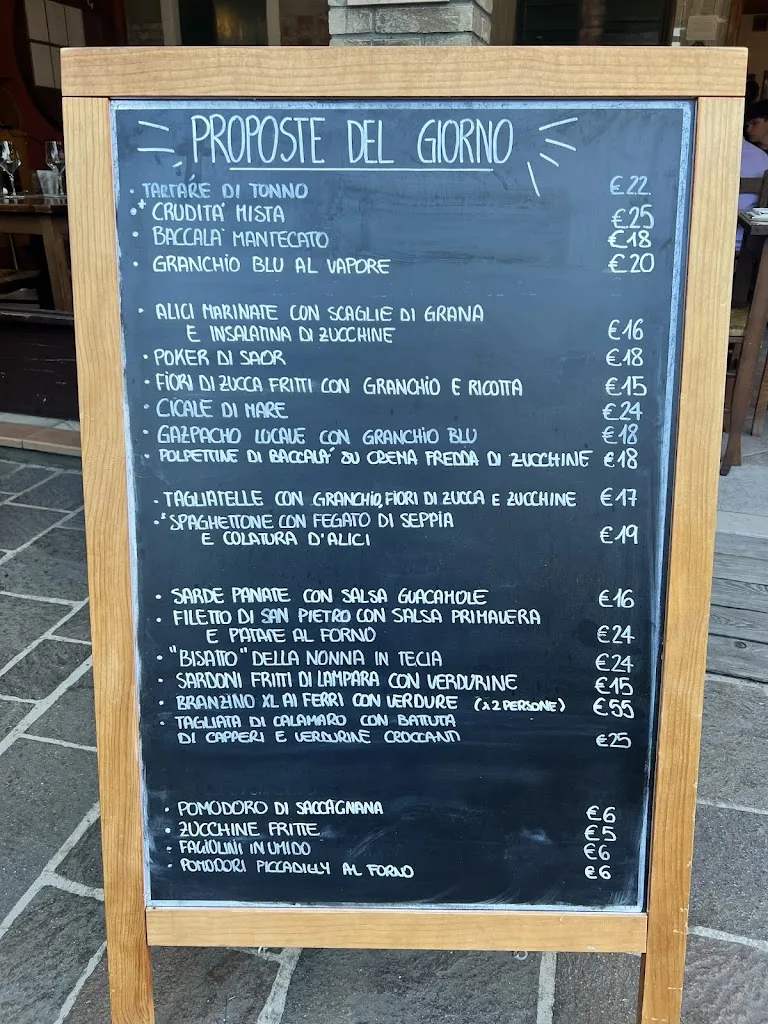 PROPOSTE DEL GIORNO
· TARTARE DI TONNO €22
·* CRUDITA' MISTA €25
· BACCALA' MANTECATO €18
· GRANCHIO BLU AL VAPORE €20
· ALICI MARINATE CON SCAGLIE DI GRANA
E INSALATINA DI ZUCCHINE €16
· POKER DI SAOR €18
· FIORI DI ZUCCA FRITTI CON GRANCHIO E RICOTTA €15
· CICALE DI MARE €24
· GAZPACHO LOCALE CON GRANCHIO BLU €18
· POLPETTINE DI BACCALA' SU CREMA FREDDA DI ZUCCHINE €18
· TAGLIATELLE CON GRANCHIO, FIORI DI ZUCCA E ZUCCHINE €17
·* SPAGHETTONE CON FEGATO DI SEPPIA
E COLATURA D'ALICI €19
· SARDE PANATE CON SALSA GUACAMOLE €16
· FILETTO DI SAN PIETRO CON SALSA PRIMAVERA
E PATATE AL FORNO €24
· "BISATTO" DELLA NONNA IN TECIA €24
· SARDONI FRITTI DI LAMPARA CON VERDURINE €15
· BRANZINO XL AI FERRI CON VERDURE (x2 PERSONE) €55
· TAGLIATA DI CALAMARO CON BATTUTA
DI CAPPERI E VERDURINE CROCCANTI €25
· POMODORO DI SACCAGNANA €6
· ZUCCHINE FRITTE €5
· FAGIOLINI IN UMIDO €6
· POMODORI PICCADILLY AL FORNO €6